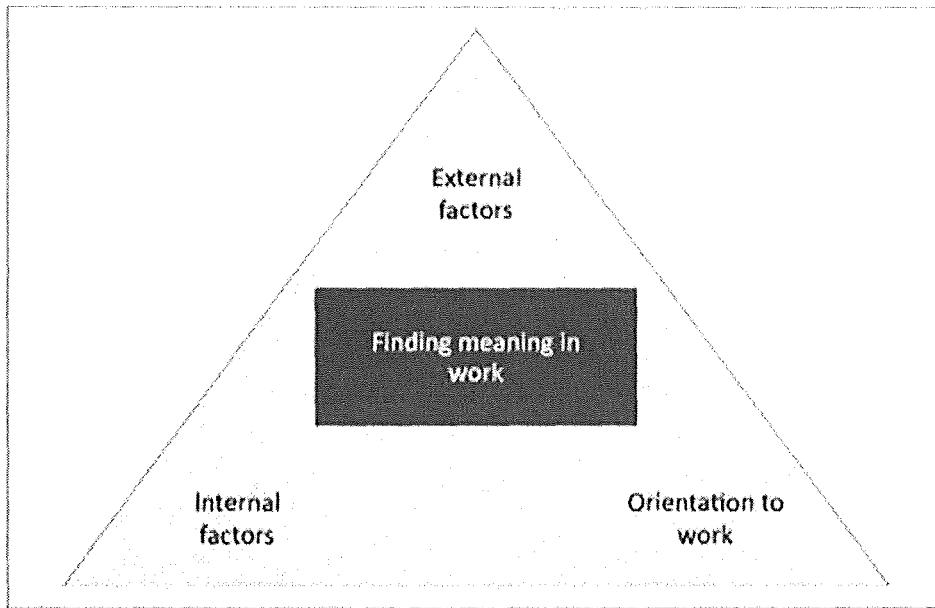 External
factors
Finding meaning in
work
Internal
factors
Orientation to
work